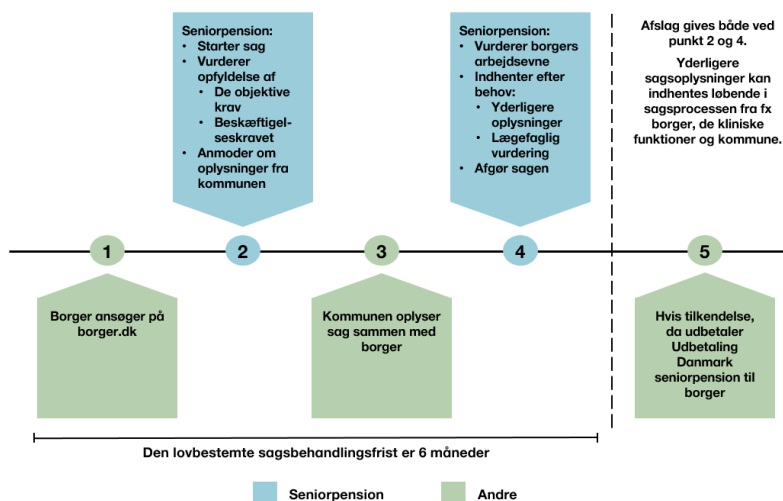 Seniorpension:
• Starter sag
• Vurderer
opfyldelse af
• De objektive
krav
• Beskæftigel-
seskravet
• Anmoder om
oplysninger fra
kommunen
Seniorpension:
• Vurderer borgers
arbejdsevne
• Indhenter efter
behov:
• Yderligere
oplysninger
• Lægefaglig
vurdering
• Afgør sagen
Afslag gives både ved
punkt 2 og 4.
Yderligere
sagsoplysninger kan
indhentes løbende i
sagsprocessen fra fx
borger, de kliniske
funktioner og kommune.
1
2
3
4
5
Borger ansøger på
borger.dk
Kommunen oplyser
sag sammen med
borger
Hvis tilkendelse,
da udbetaler
Udbetaling
Danmark
seniorpension til
borger
Den lovbestemte sagsbehandlingsfrist er 6 måneder
Seniorpension
Andre